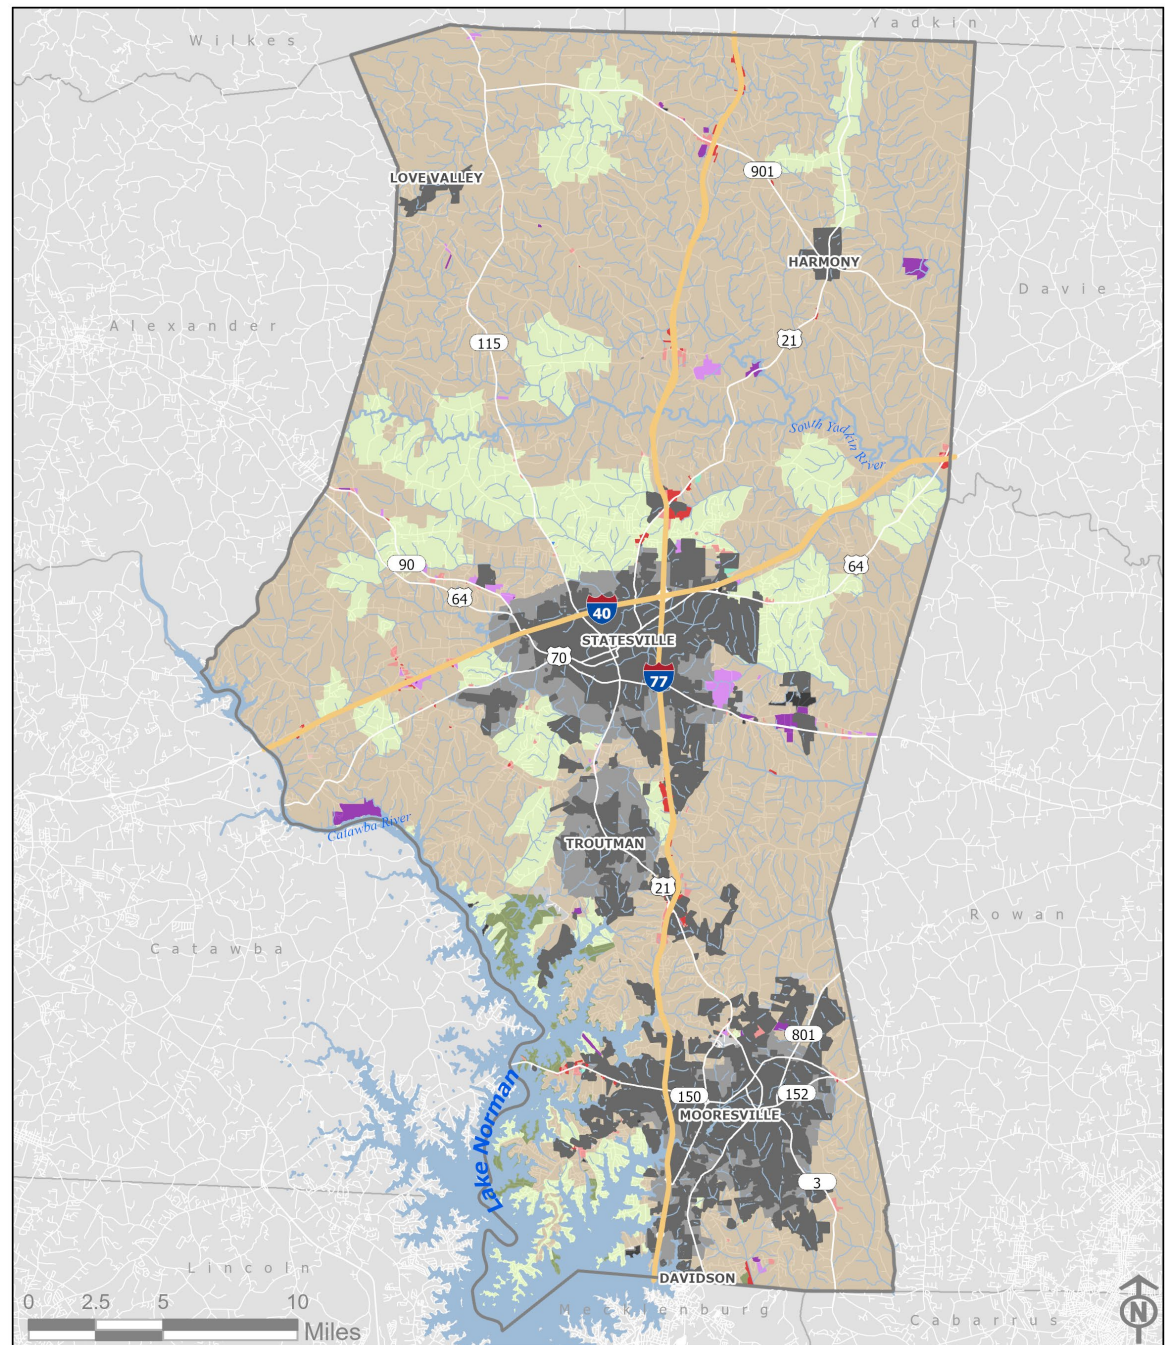 Yadkin
Wilkes
901
LOVE VALLEY
HARMONY
Davie
Alexander
115
21
South Yadkin River
90
64
64
40
STATESVILLE
70
77
Catawba River
TROUTMAN
21
Rowan
Catawba
801
150
152
MOORESVILLE
Lake Norman
3
Lincoln
DAVIDSON
Mecklenburg
Cabarrus
0 2.5 5 10
Miles
N